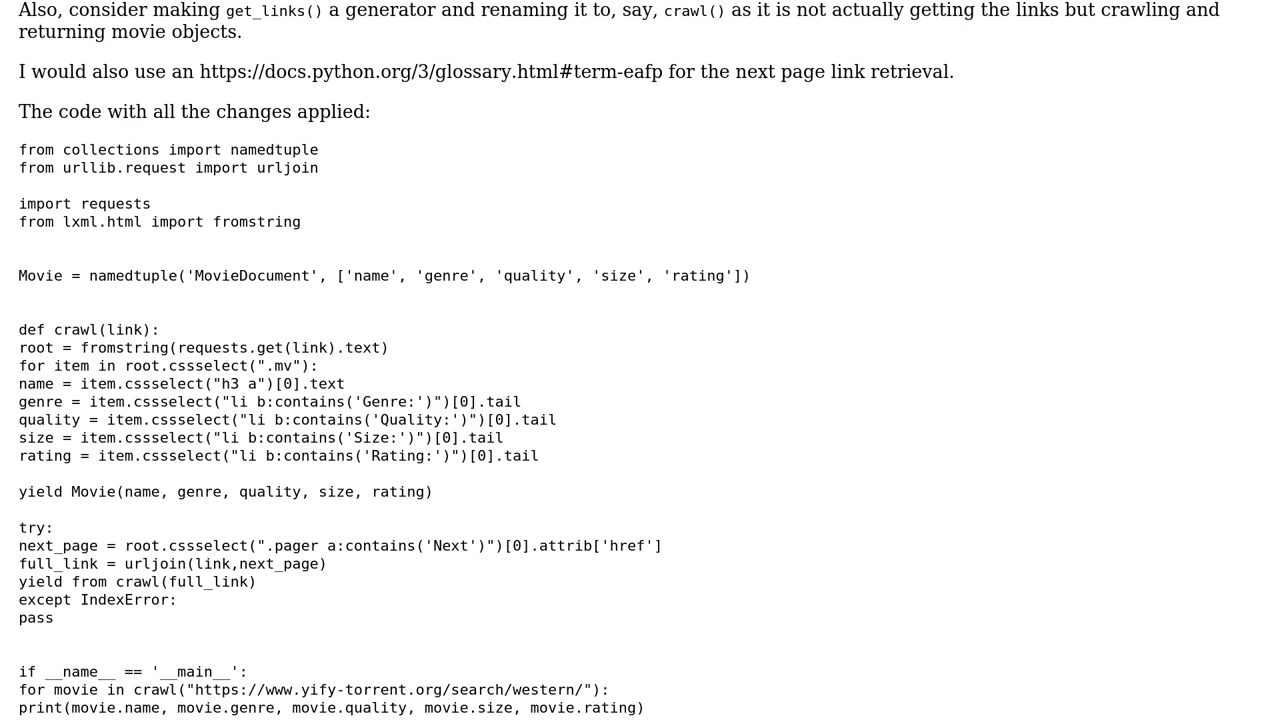 Also, consider making get_links() a generator and renaming it to, say, crawl() as it is not actually getting the links but crawling and
returning movie objects.
I would also use an https://docs.python.org/3/glossary.html#term-eafp for the next page link retrieval.
The code with all the changes applied:
from collections import namedtuple
from urllib.request import urljoin
import requests
from lxml.html import fromstring
Movie = namedtuple('MovieDocument', ['name', 'genre', 'quality', 'size', 'rating'])
def crawl(link):
root = fromstring(requests.get(link).text)
for item in root.cssselect(".mv"):
name = item.cssselect("h3 a")[0].text
genre = item.cssselect("li b:contains('Genre:')")[0].tail
quality = item.cssselect("li b:contains('Quality:')")[0].tail
size = item.cssselect("li b:contains('Size:')")[0].tail
rating = item.cssselect("li b:contains('Rating:')")[0].tail
yield Movie(name, genre, quality, size, rating)
try:
next_page = root.cssselect(".pager a:contains('Next')")[0].attrib['href']
full_link = urljoin(link,next_page)
yield from crawl(full_link)
except IndexError:
pass
if __name__ == '__main__':
for movie in crawl("https://www.yify-torrent.org/search/western/"):
print(movie.name, movie.genre, movie.quality, movie.size, movie.rating)